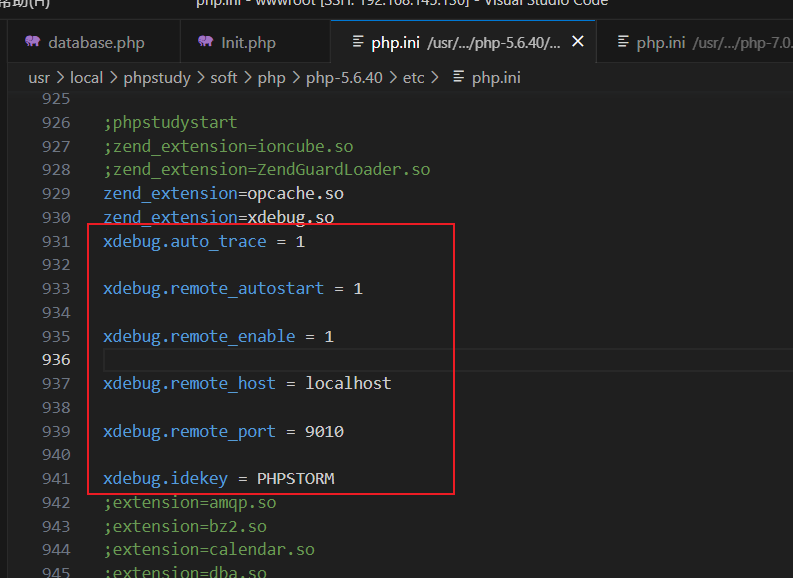 帮助(H)
php.ini - wwwroot [SSH: 192.168.145.130] - Visual Studio Code
database.php Init.php php.ini /usr/.../php-5.6.40/... × php.ini /usr/.../php-7.0.
usr > local > phpstudy > soft > php > php-5.6.40 > etc > php.ini
925
926 ;phpstudystart
927 ;zend_extension=ioncube.so
928 ;zend_extension=ZendGuardLoader.so
929 zend_extension=opcache.so
930 zend_extension=xdebug.so
931 xdebug.auto_trace = 1
932
933 xdebug.remote_autostart = 1
934
935 xdebug.remote_enable = 1
936
937 xdebug.remote_host = localhost
938
939 xdebug.remote_port = 9010
940
941 xdebug.idekey = PHPSTORM
942 ;extension=amqp.so
943 ;extension=bz2.so
944 ;extension=calendar.so
945 ;extension=dba.so